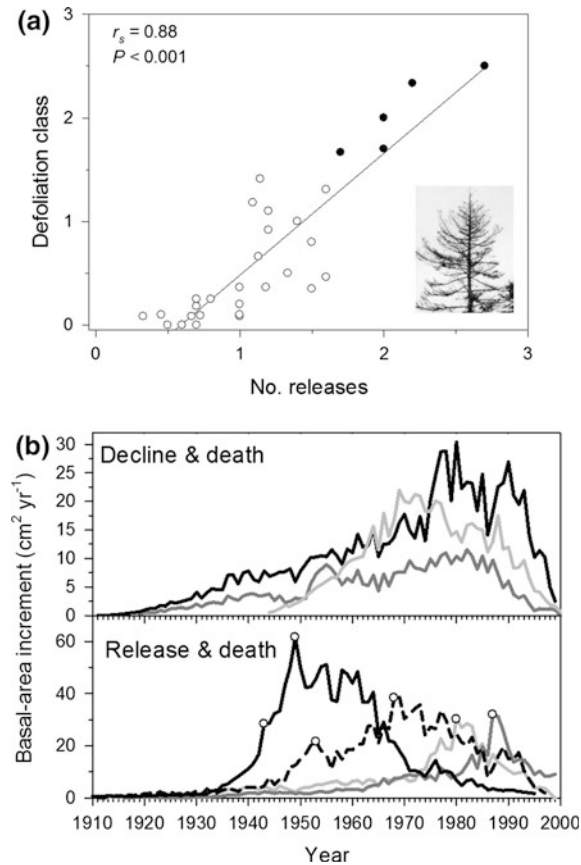 (a)
r_s = 0.88
P < 0.001
3
2
1
0
Defoliation class
0 1 2 3
No. releases
(b)
Decline & death
30
25
20
15
10
5
0
Basal-area increment (cm² yr⁻¹)
Release & death
60
40
20
0
1910 1920 1930 1940 1950 1960 1970 1980 1990 2000
Year